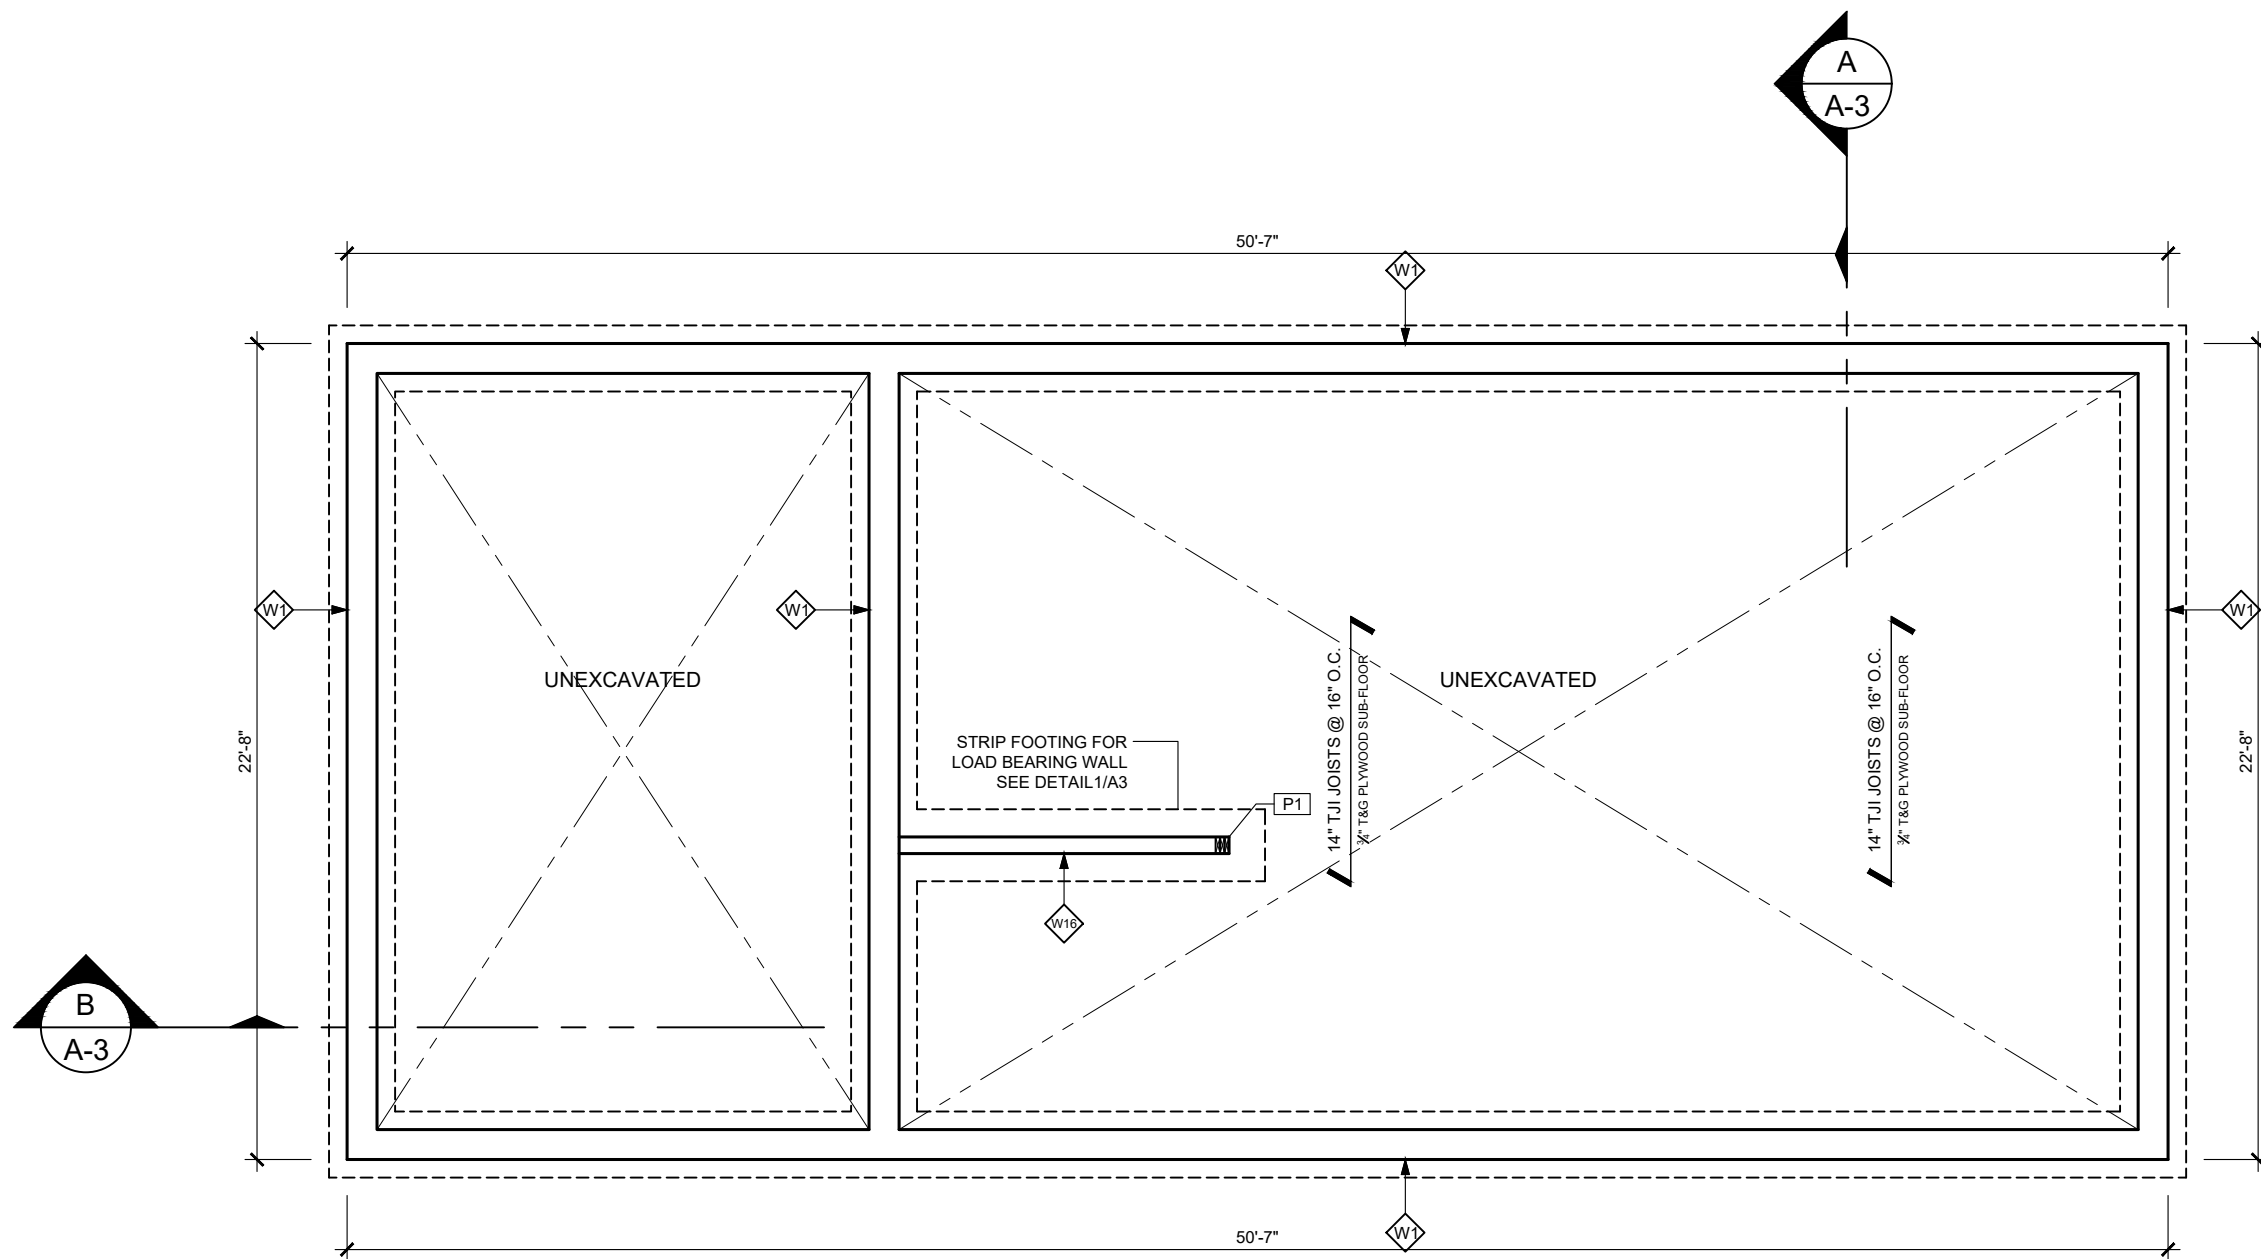 A
A-3
50'-7"
W1
W1
W1
W1
UNEXCAVATED
UNEXCAVATED
14" TJI JOISTS @ 16" O.C.
¾" T&G PLYWOOD SUB-FLOOR
14" TJI JOISTS @ 16" O.C.
¾" T&G PLYWOOD SUB-FLOOR
22'-8"
STRIP FOOTING FOR
LOAD BEARING WALL
SEE DETAIL1/A3
22'-8"
P1
W16
B
A-3
50'-7"
W1